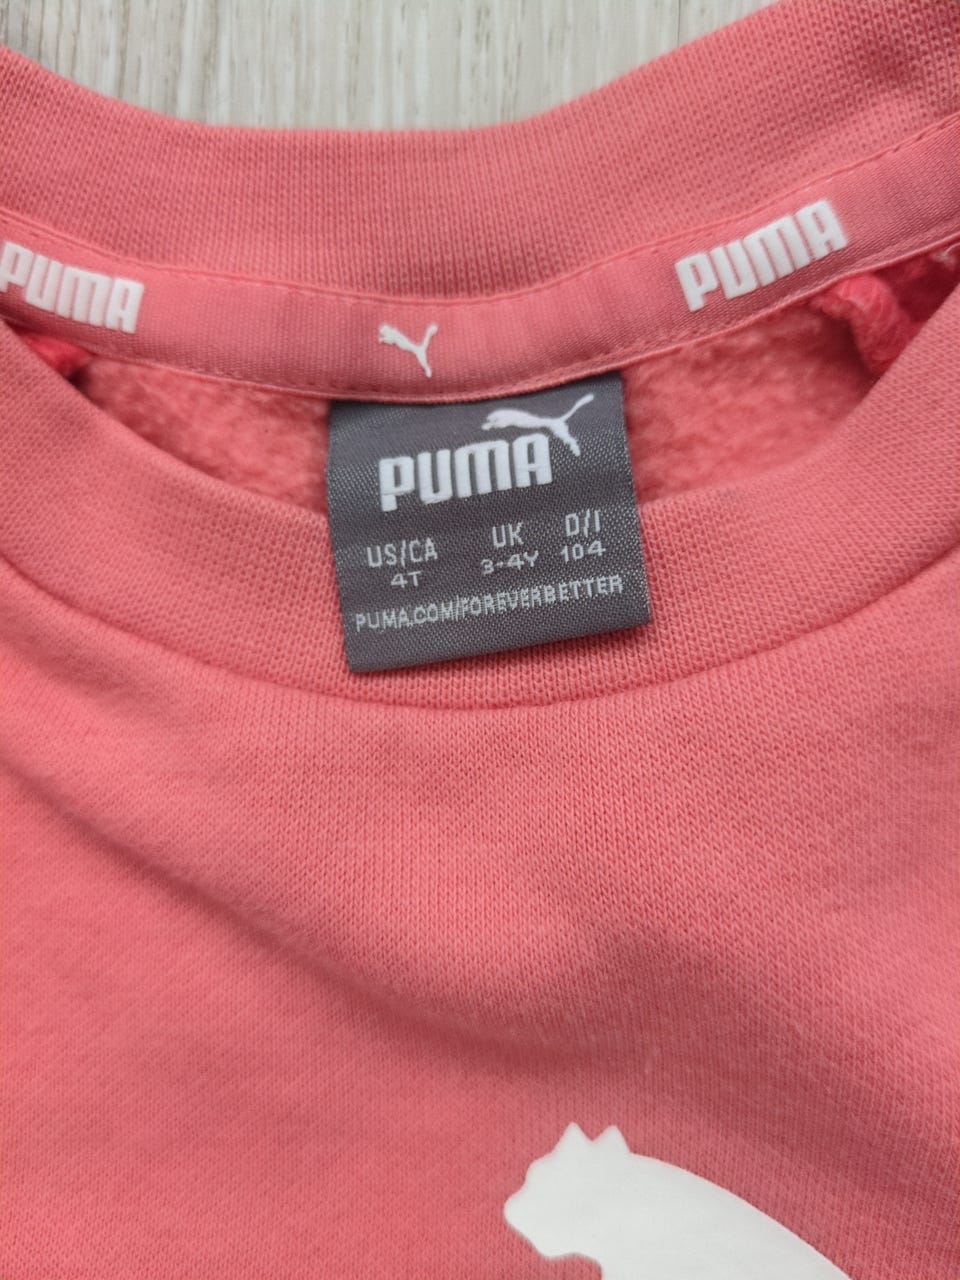 PUMA
PUMA
PUMA
US/CA UK D/I
4T 3-4Y 104
PUMA.COM/FOREVERBETTER